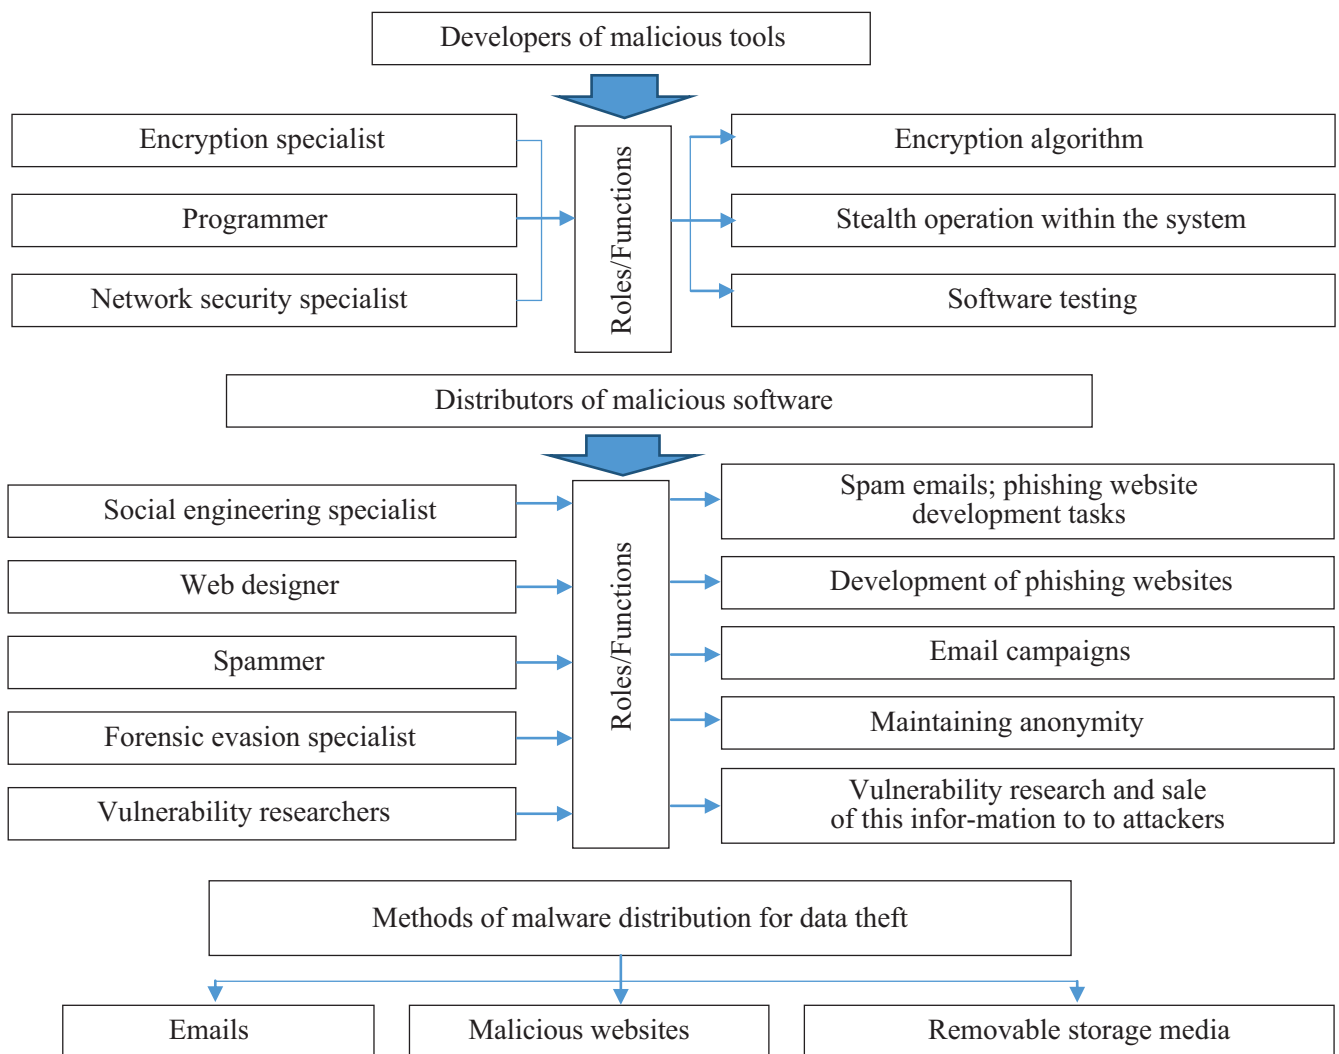 Developers of malicious tools
Encryption specialist
Programmer
Network security specialist
Roles/Functions
Encryption algorithm
Stealth operation within the system
Software testing
Distributors of malicious software
Social engineering specialist
Web designer
Spammer
Forensic evasion specialist
Vulnerability researchers
Roles/Functions
Spam emails; phishing website
development tasks
Development of phishing websites
Email campaigns
Maintaining anonymity
Vulnerability research and sale
of this infor-mation to to attackers
Methods of malware distribution for data theft
Emails
Malicious websites
Removable storage media